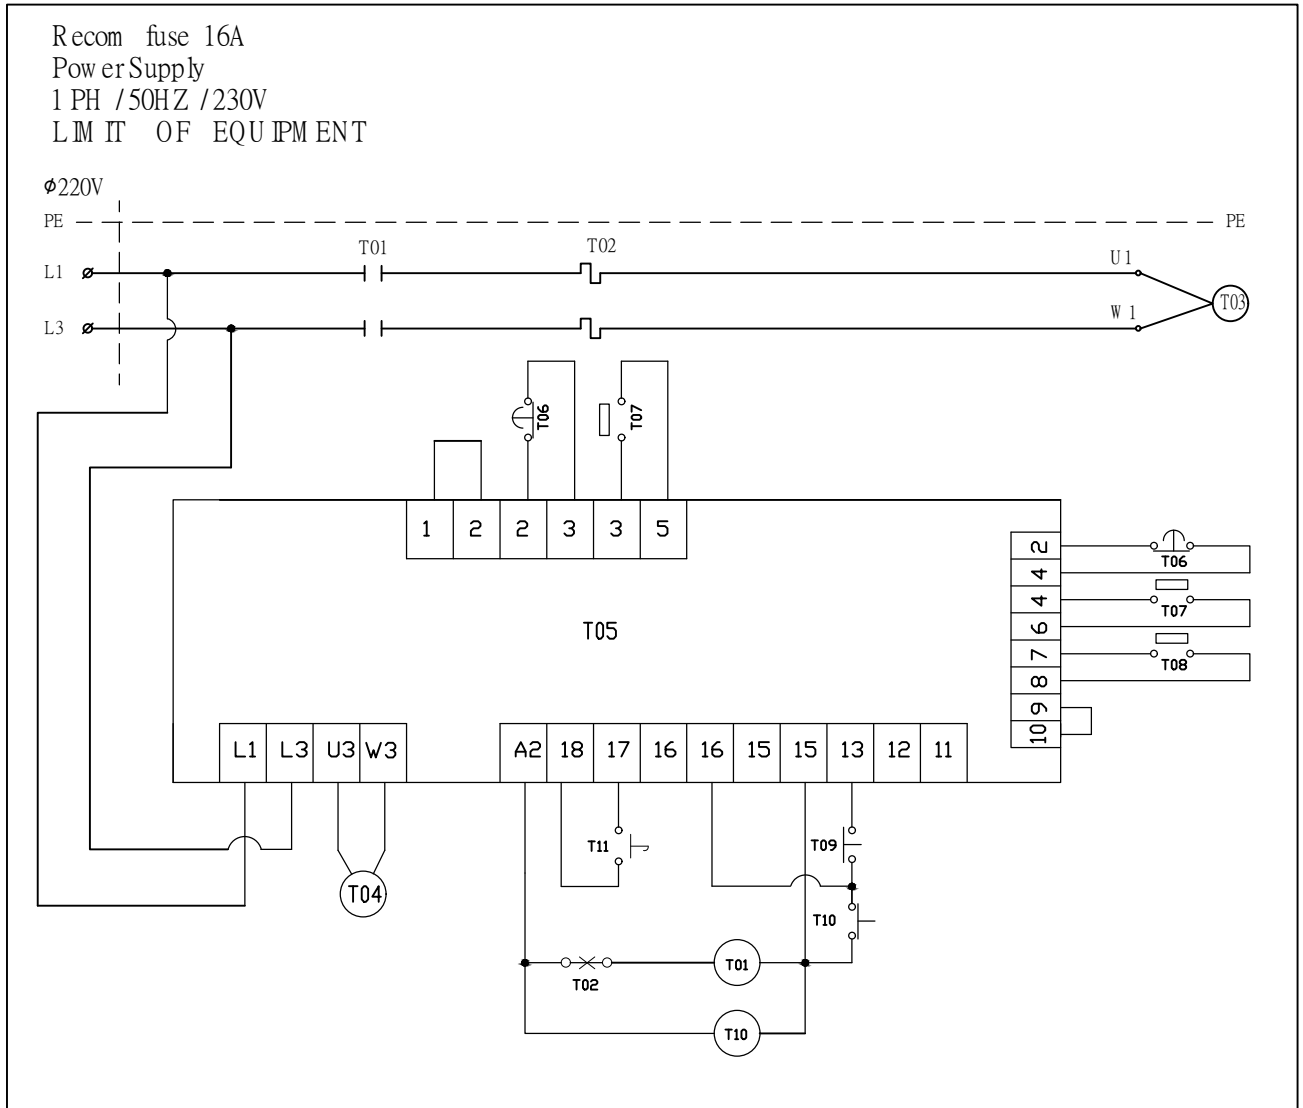 Recom fuse 16A
Power Supply
1 PH /50HZ /230V
LIMIT OF EQUIPMENT
ϕ220V
PE
PE
T01
T02
L1
U1
T03
L3
W1
T06
T07
1 2 2 3 3 5
2
T06
4
4
T07
6
7
T08
8
9
10
T05
L1 L3 U3 W3
A2 18 17 16 16 15 15 13 12 11
T11
T09
T04
T10
T01
T02
T10